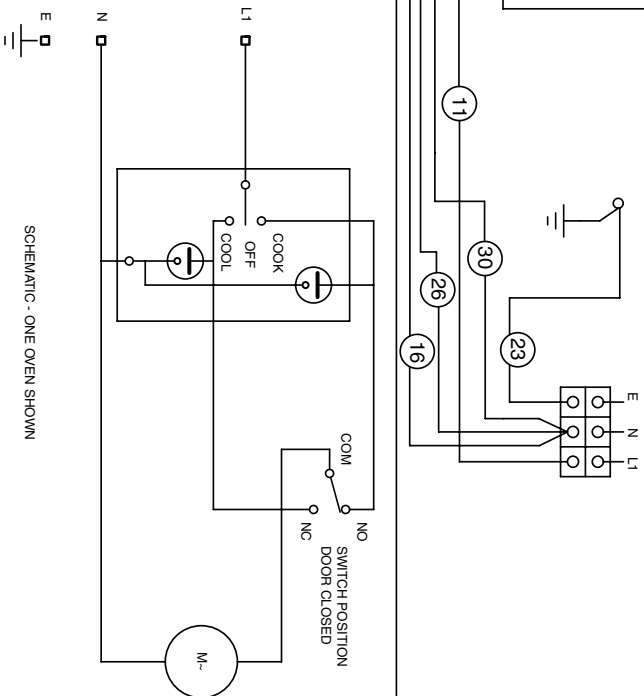 E
N
L1
11
30
26
16
23
E
N
L1
COOK
OFF
COOL
COM
NO
NC
SWITCH POSITION
DOOR CLOSED
M~
SCHEMATIC - ONE OVEN SHOWN